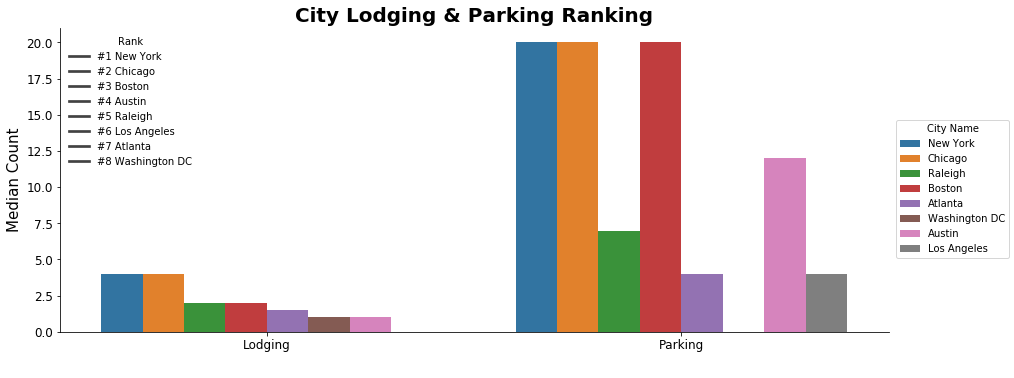 City Lodging & Parking Ranking
Rank
#1 New York
#2 Chicago
#3 Boston
#4 Austin
#5 Raleigh
#6 Los Angeles
#7 Atlanta
#8 Washington DC
Median Count
20.0
17.5
15.0
12.5
10.0
7.5
5.0
2.5
0.0
Lodging
Parking
City Name
New York
Chicago
Raleigh
Boston
Atlanta
Washington DC
Austin
Los Angeles